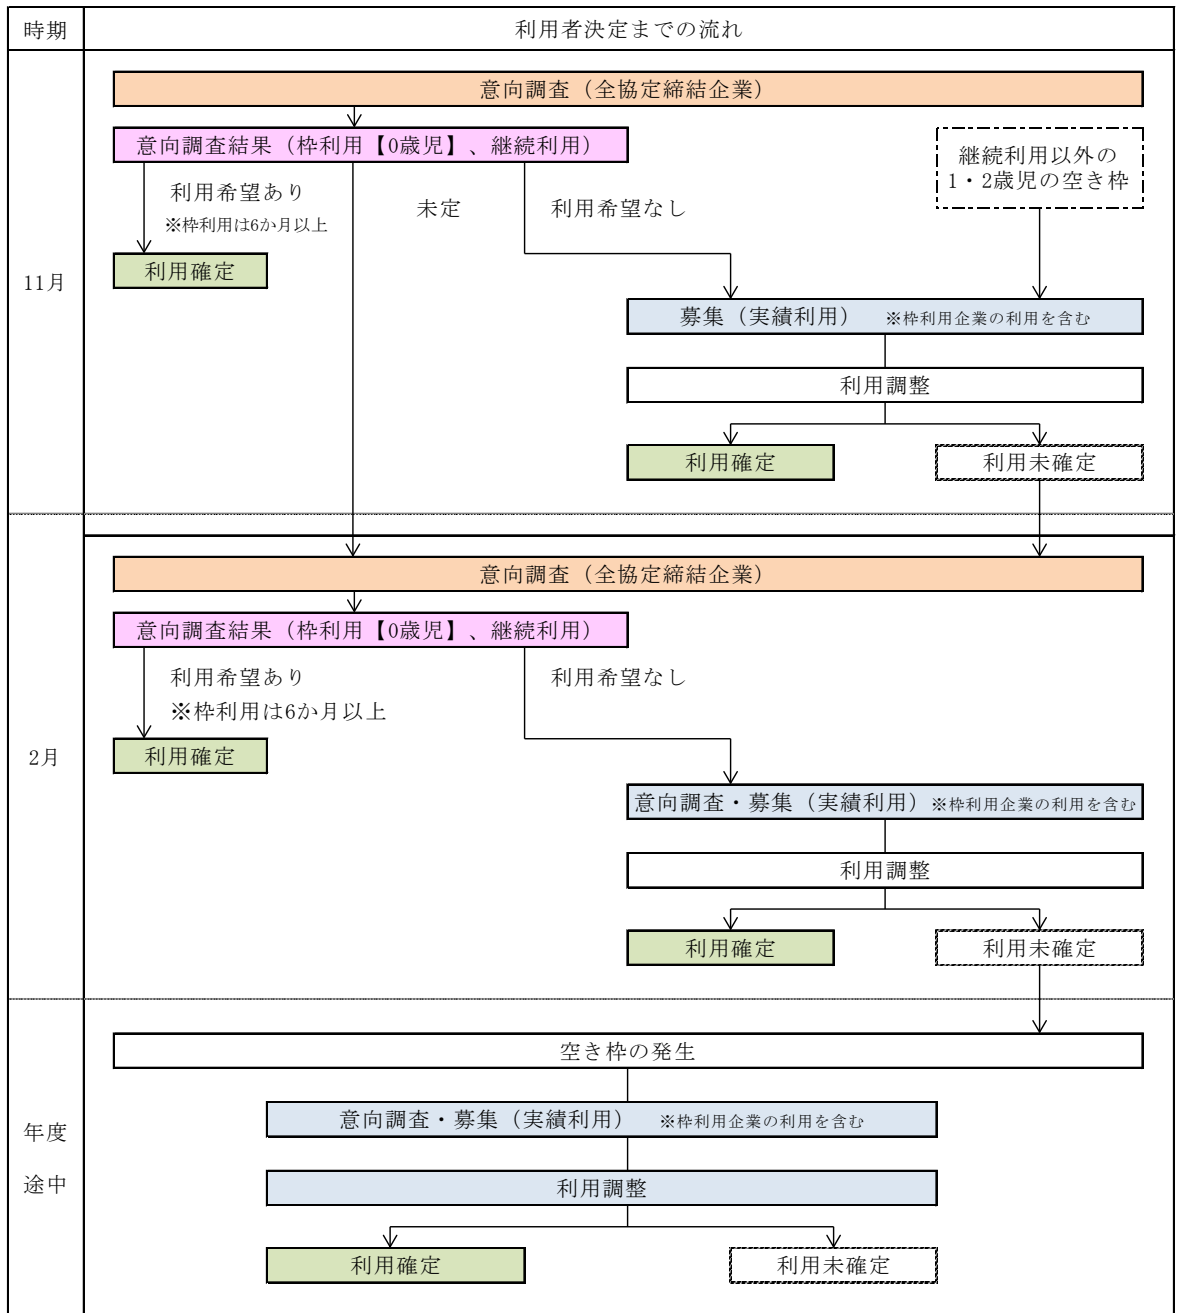 時期
利用者決定までの流れ
11月
意向調査（全協定締結企業）
意向調査結果（枠利用【0歳児】、継続利用）
継続利用以外の
1・2歳児の空き枠
利用希望あり
※枠利用は6か月以上
未定
利用希望なし
利用確定
募集（実績利用）　※枠利用企業の利用を含む
利用調整
利用確定
利用未確定
2月
意向調査（全協定締結企業）
意向調査結果（枠利用【0歳児】、継続利用）
利用希望あり
※枠利用は6か月以上
利用希望なし
利用確定
意向調査・募集（実績利用）※枠利用企業の利用を含む
利用調整
利用確定
利用未確定
年度
途中
空き枠の発生
意向調査・募集（実績利用）　※枠利用企業の利用を含む
利用調整
利用確定
利用未確定